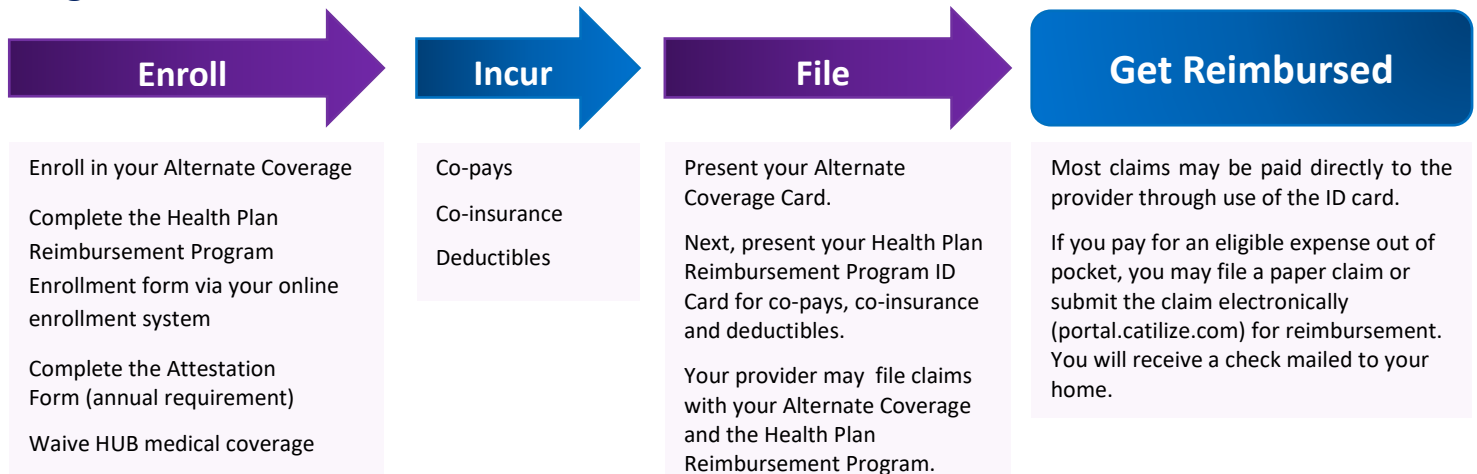 Enroll
Enroll in your Alternate Coverage
Complete the Health Plan
Reimbursement Program
Enrollment form via your online
enrollment system
Complete the Attestation
Form (annual requirement)
Waive HUB medical coverage
Incur
Co-pays
Co-insurance
Deductibles
File
Present your Alternate
Coverage Card.
Next, present your Health Plan
Reimbursement Program ID
Card for co-pays, co-insurance
and deductibles.
Your provider may file claims
with your Alternate Coverage
and the Health Plan
Reimbursement Program.
Get Reimbursed
Most claims may be paid directly to the
provider through use of the ID card.
If you pay for an eligible expense out of
pocket, you may file a paper claim or
submit the claim electronically
(portal.catilize.com) for reimbursement.
You will receive a check mailed to your
home.